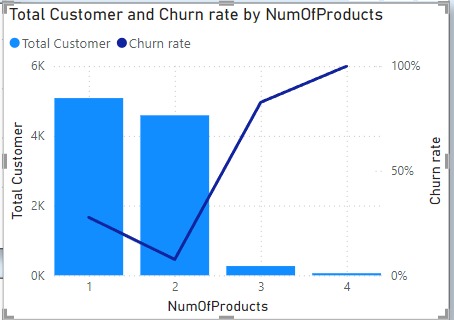 Total Customer and Churn rate by NumOfProducts
Total Customer Churn rate
6K
4K
2K
0K
Total Customer
100%
50%
0%
Churn rate
1 2 3 4
NumOfProducts